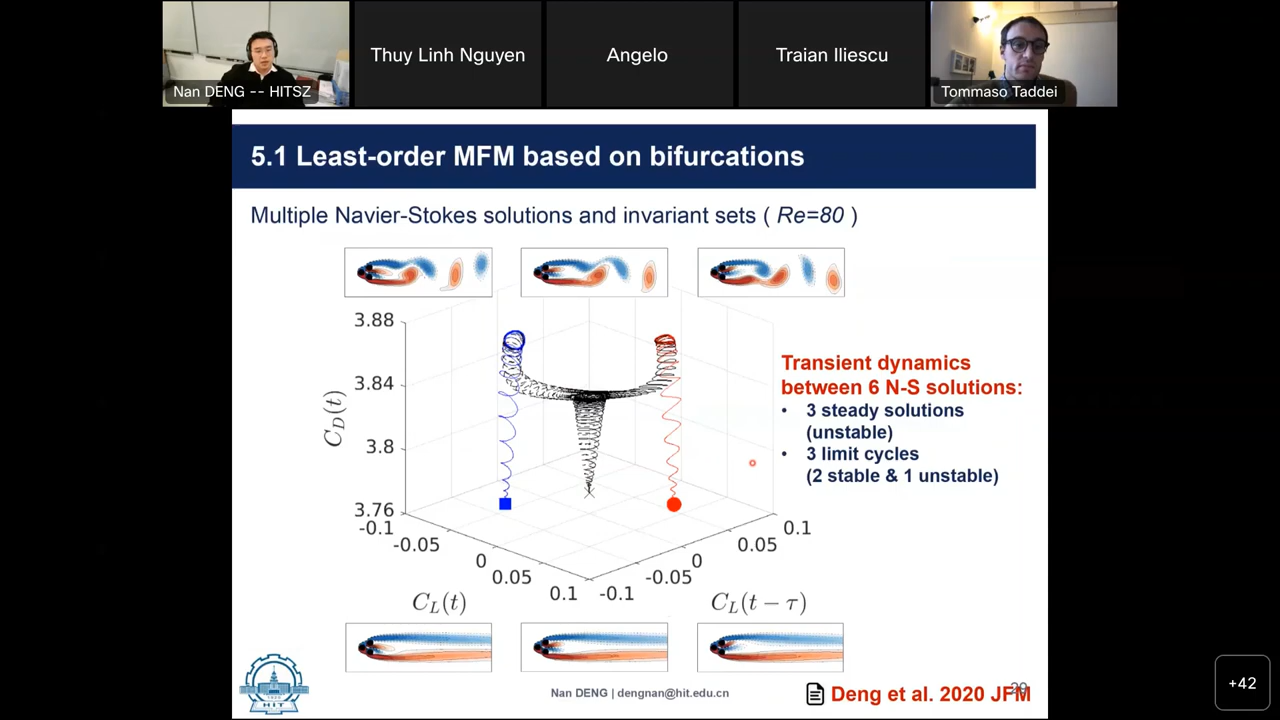 Nan DENG -- HITSZ
Thuy Linh Nguyen
Angelo
Traian Iliescu
Tommaso Taddei
5.1 Least-order MFM based on bifurcations
Multiple Navier-Stokes solutions and invariant sets ( Re=80 )
3.88
3.84
3.8
3.76
C_D(t)
-0.1
-0.05
0
0.05
0.1
C_L(t)
-0.1
-0.05
0
0.05
0.1
C_L(t − τ)
Transient dynamics
between 6 N-S solutions:
• 3 steady solutions
(unstable)
• 3 limit cycles
(2 stable & 1 unstable)
HIT
Nan DENG | dengnan@hit.edu.cn
Deng et al. 2020 JFM
+42